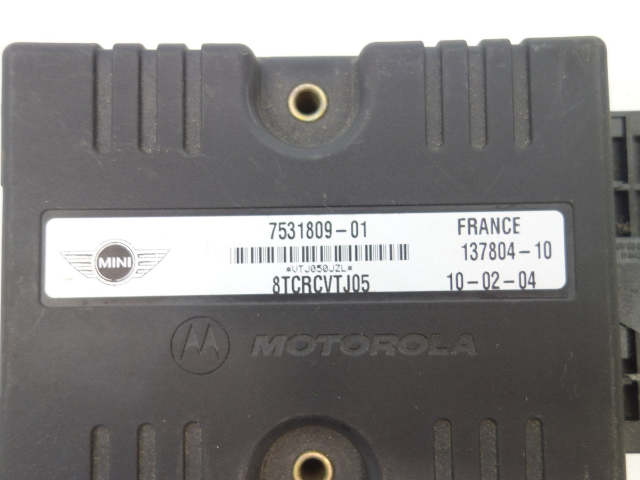 7531809-01
FRANCE
MINI
137804-10
*VTJ050JZL*
8TCRCVTJ05
10-02-04
MOTOROLA